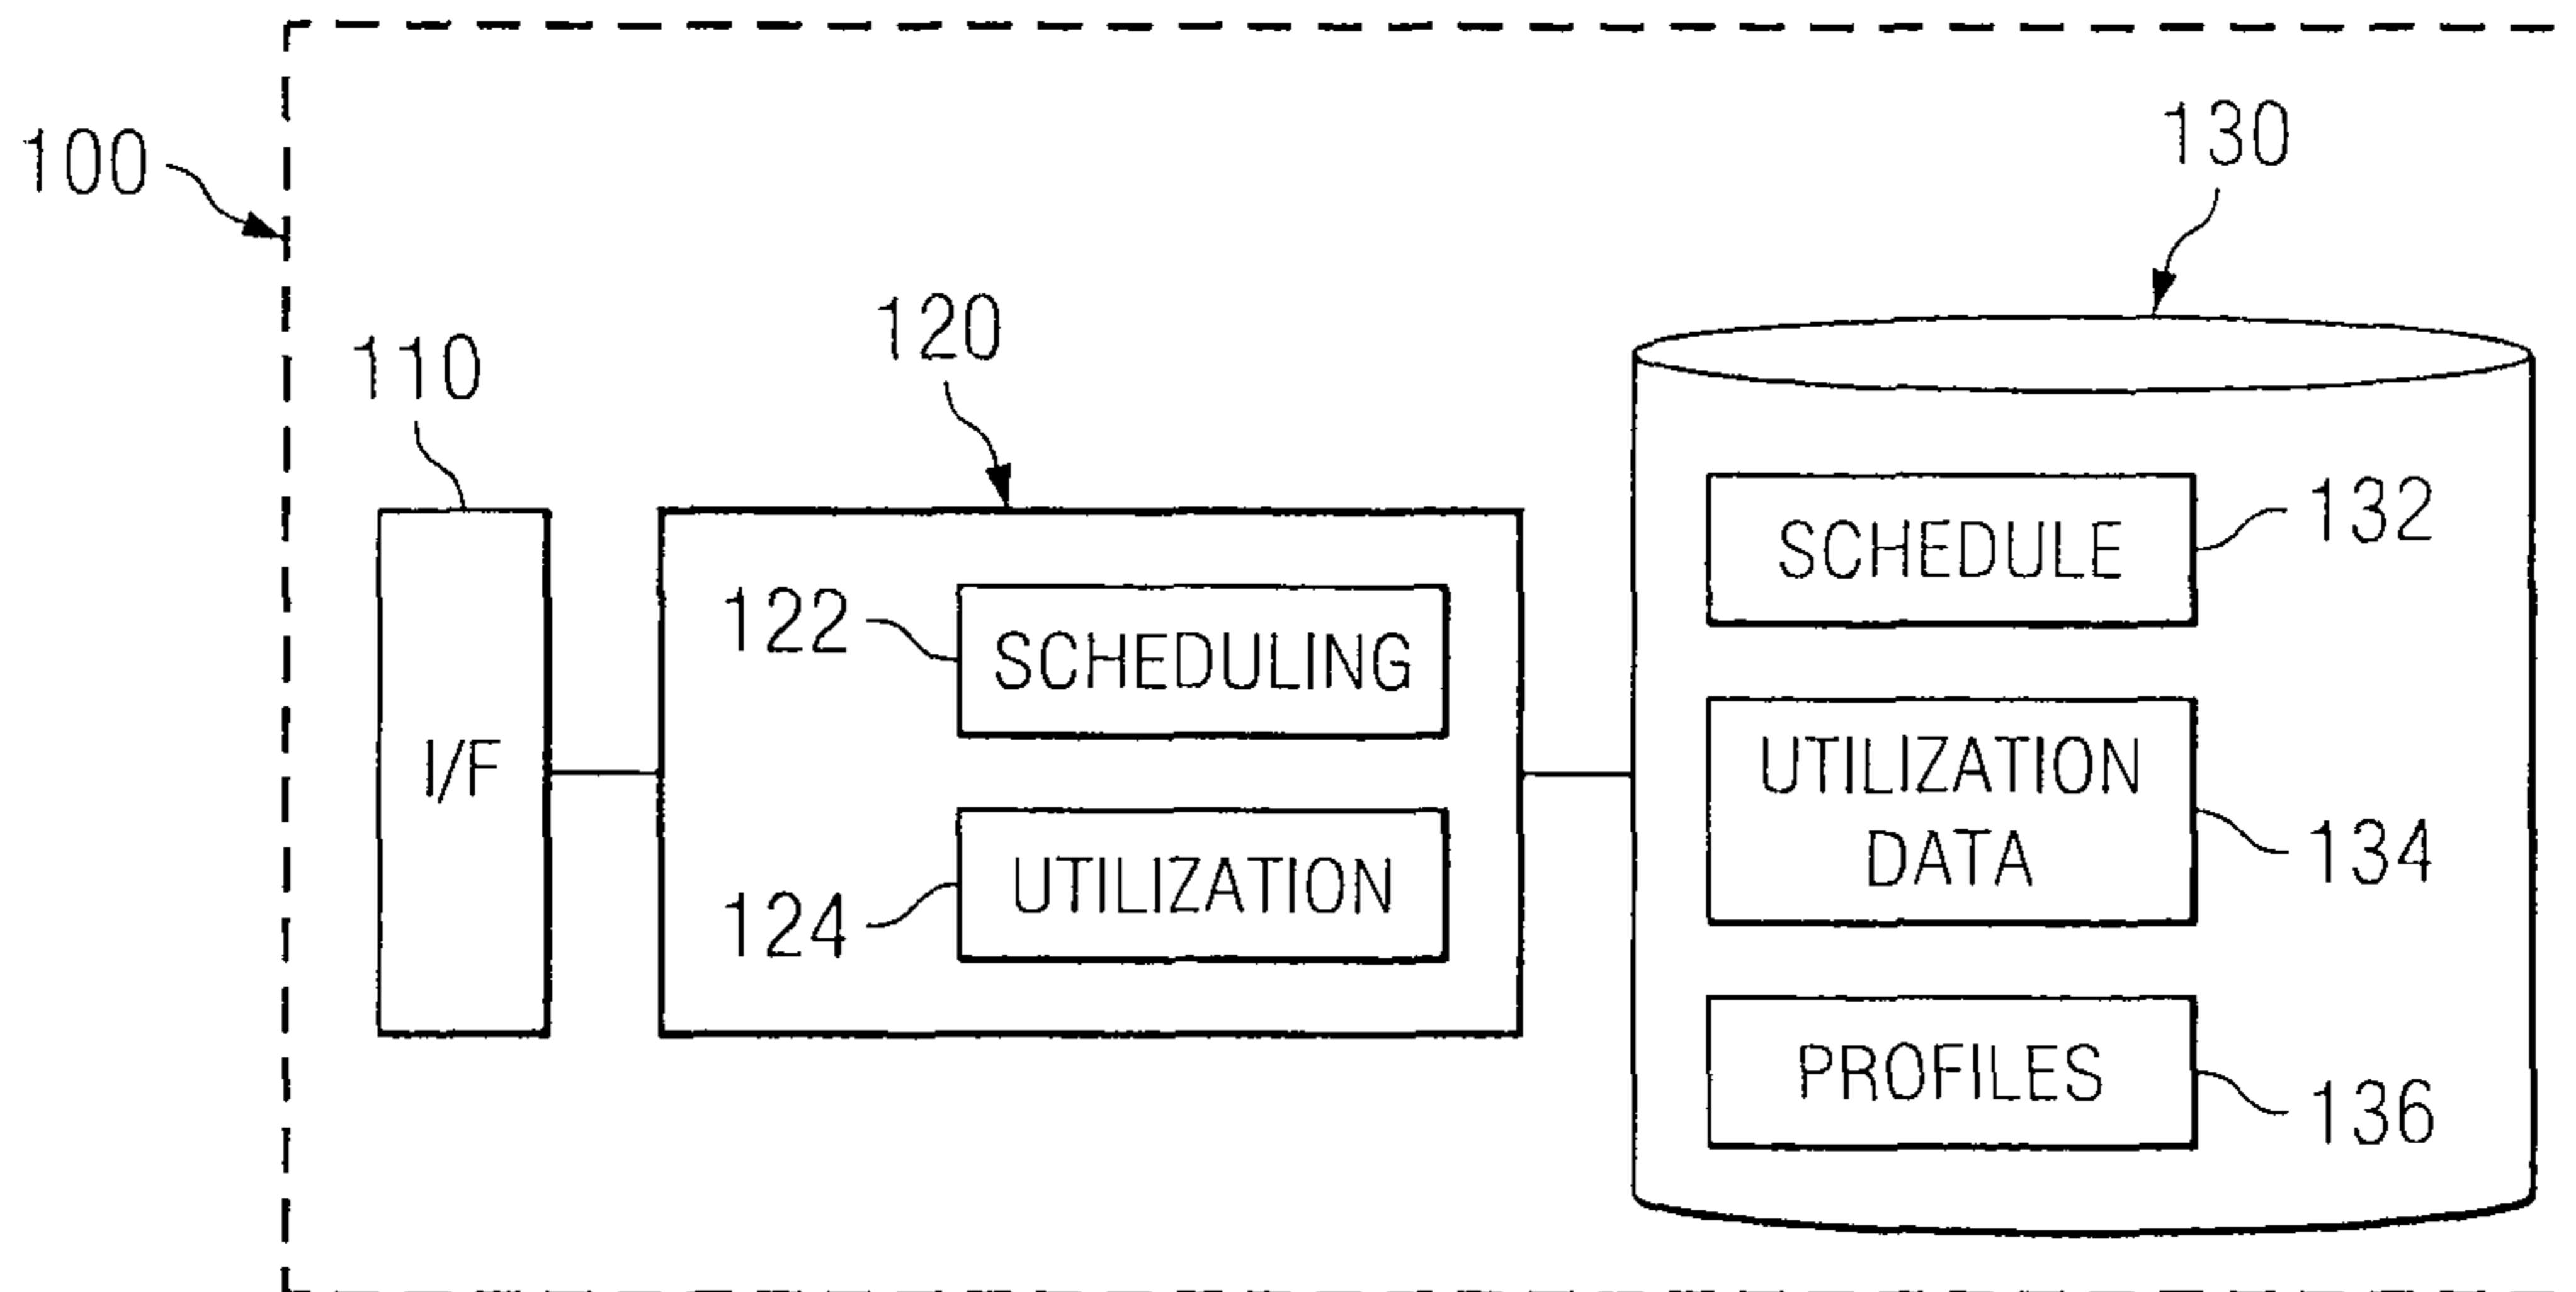 100
130
110
120
132
SCHEDULE
122
SCHEDULING
I/F
UTILIZATION
DATA
134
124
UTILIZATION
PROFILES
136